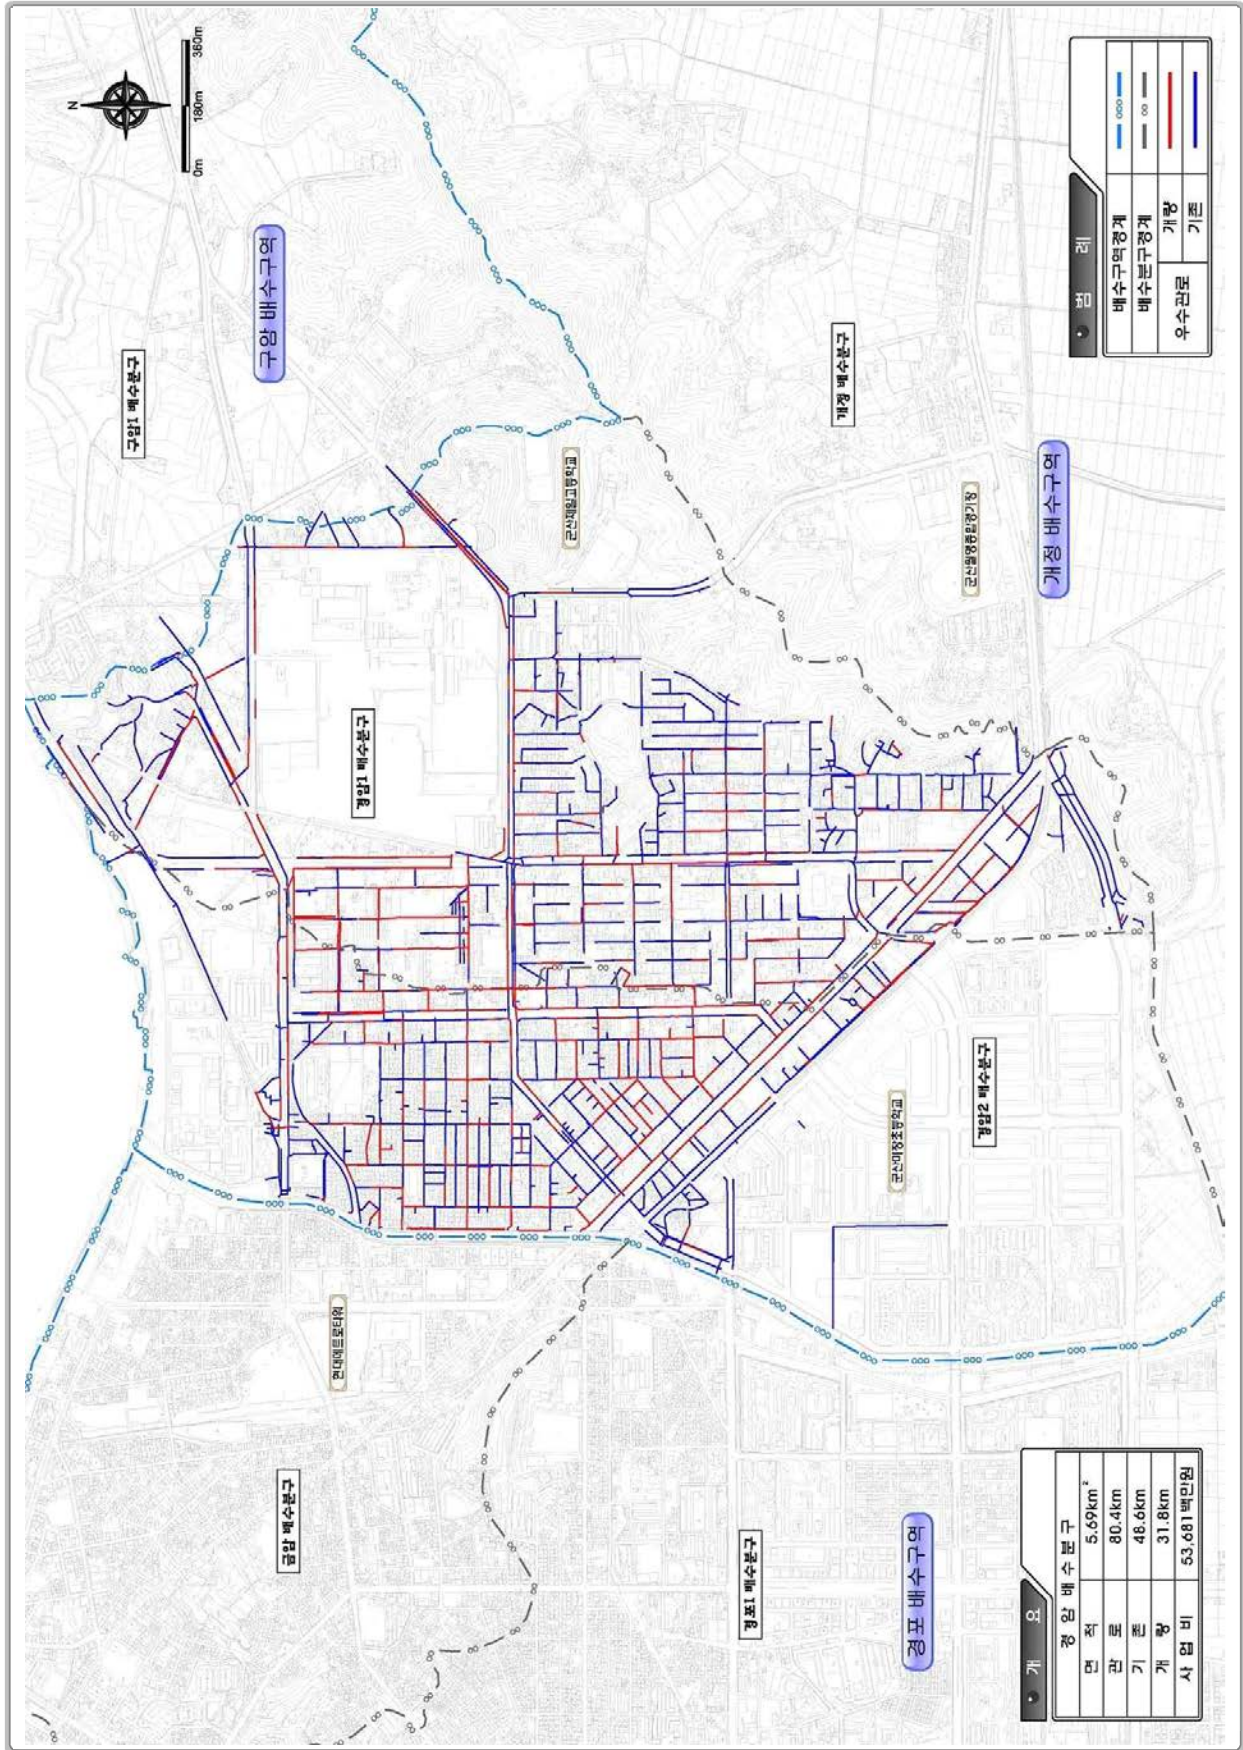 N
0m 180m 360m
구암 배수구역
구암1 배수분구
경암1 배수분구
군산제일고등학교
개정 배수분구
군산월명종합경기장
개정 배수구역
현대메트로타워
금암 배수분구
군산미장초등학교
경암2 배수분구
경포1 배수분구
경포 배수구역
범 례
배수구역경계
배수분구경계
우수관로 개량
기존
개 요
경 암 배 수 분 구
면 적 5.69km²
관 로 80.4km
기 존 48.6km
개 량 31.8km
사 업 비 53,681백만원